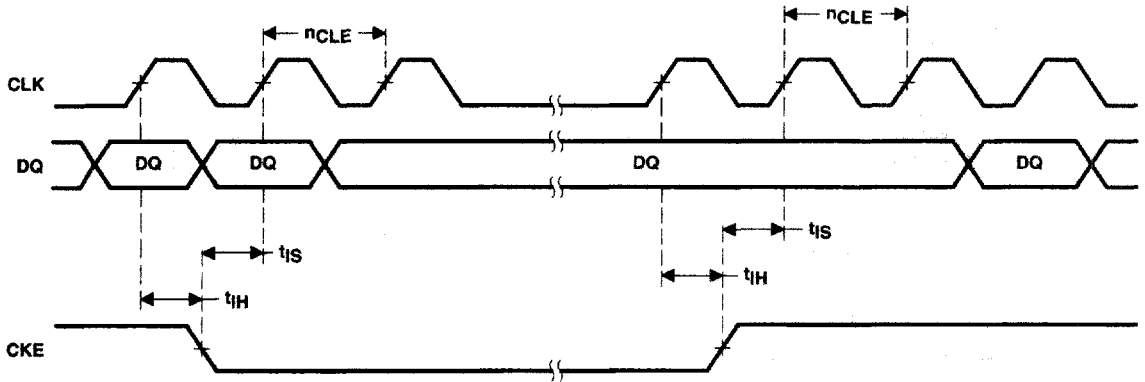 nCLE nCLE
CLK
DQ DQ DQ DQ DQ
tIS tIS
tIH tIH
CKE